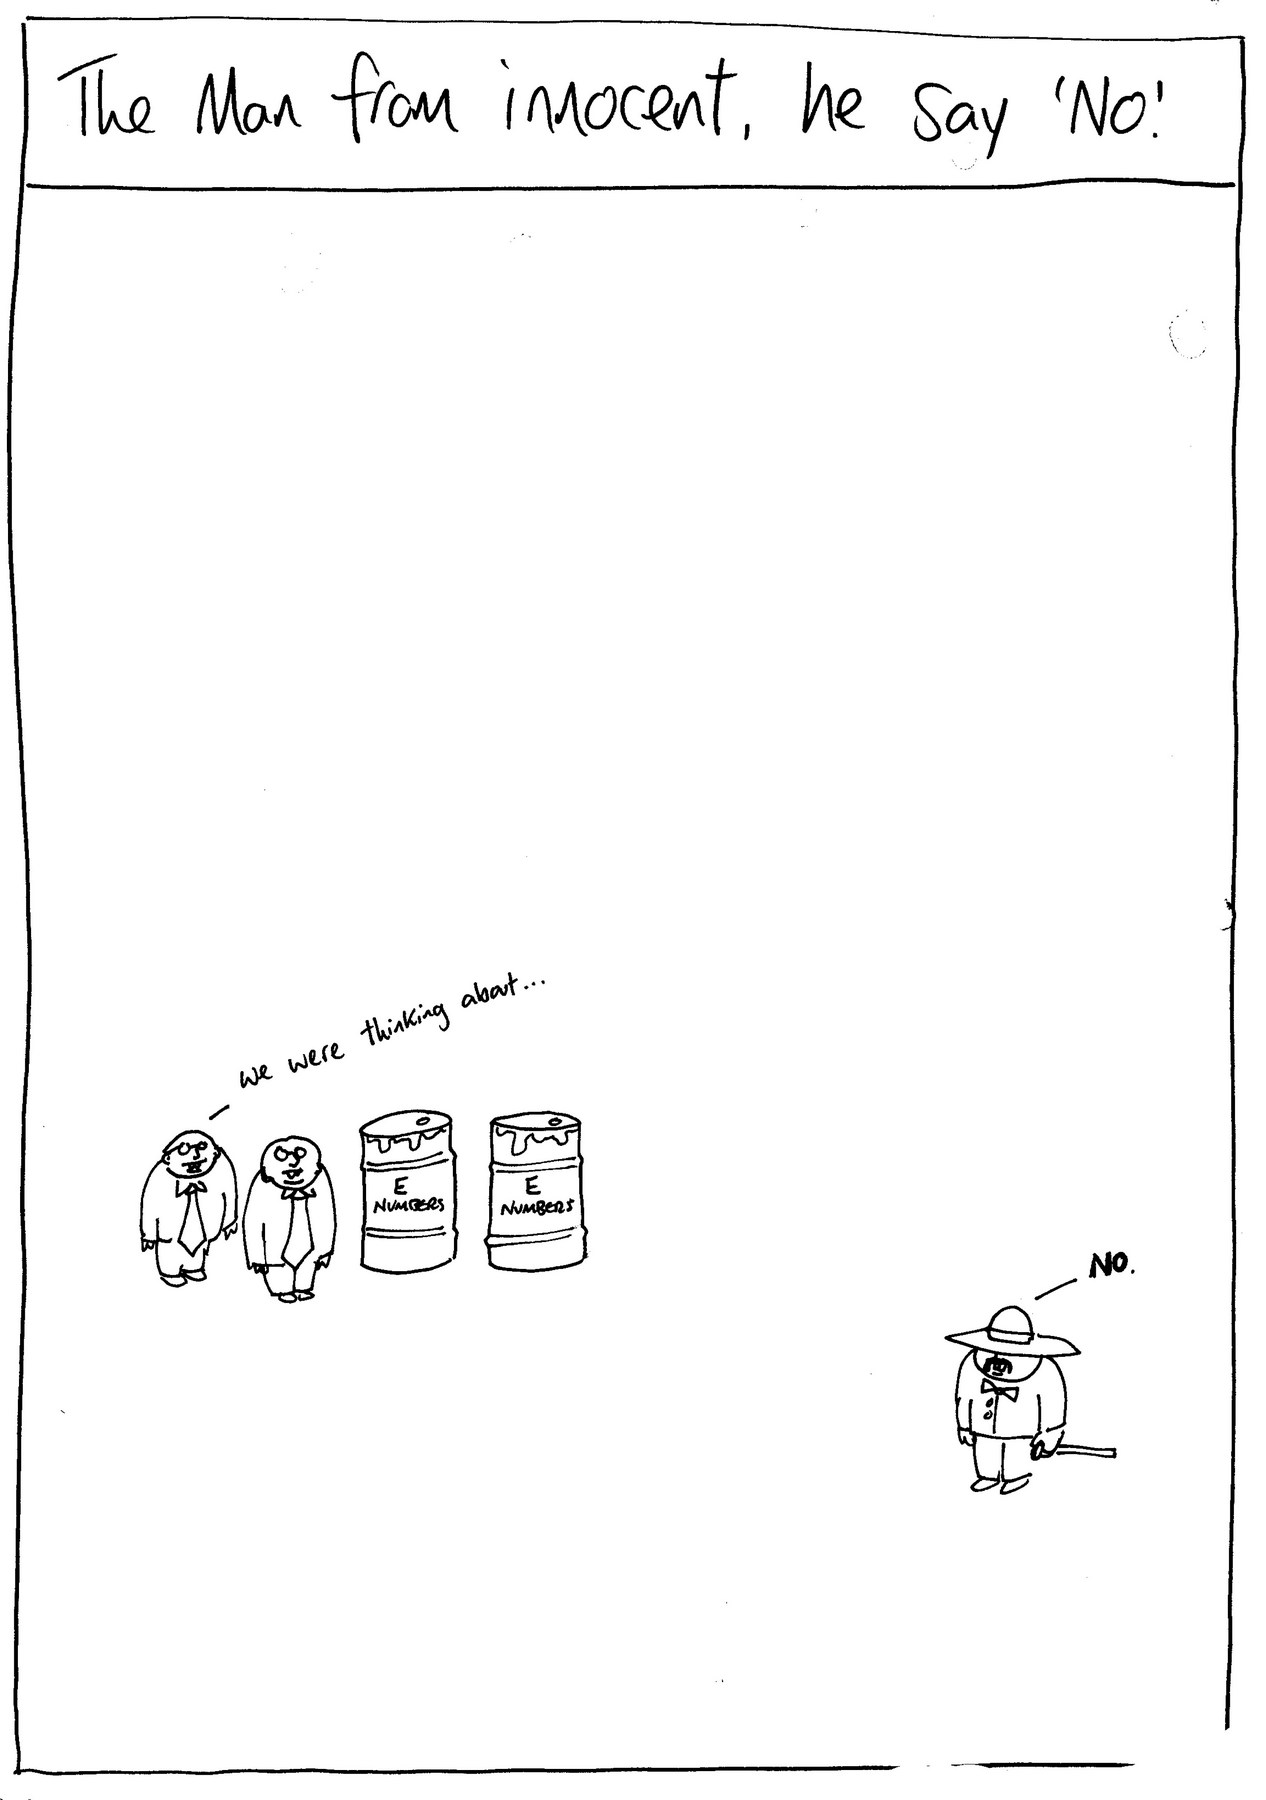 The Man from innocent, he say 'No!'
we were thinking about...
E
NUMBERS
E
NUMBERS
NO.